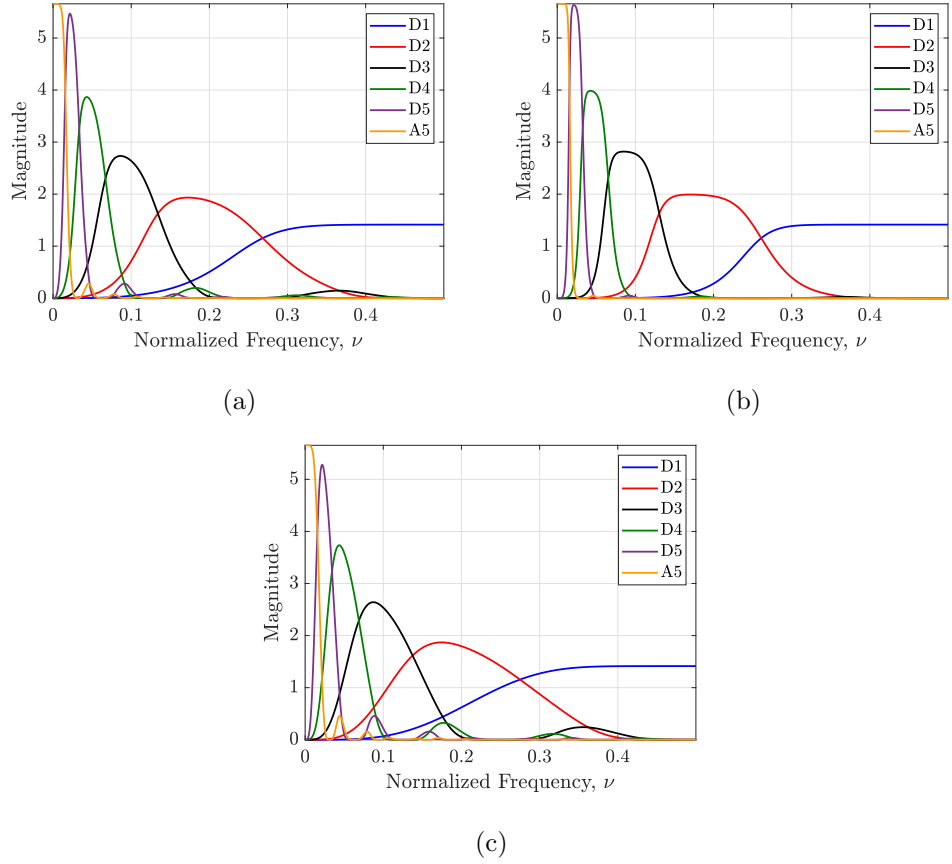 5
4
3
2
1
0
Magnitude
0
0.1
0.2
0.3
0.4
Normalized Frequency, ν
D1
D2
D3
D4
D5
A5
(a)
5
4
3
2
1
0
Magnitude
0
0.1
0.2
0.3
0.4
Normalized Frequency, ν
D1
D2
D3
D4
D5
A5
(b)
5
4
3
2
1
0
Magnitude
0
0.1
0.2
0.3
0.4
Normalized Frequency, ν
D1
D2
D3
D4
D5
A5
(c)